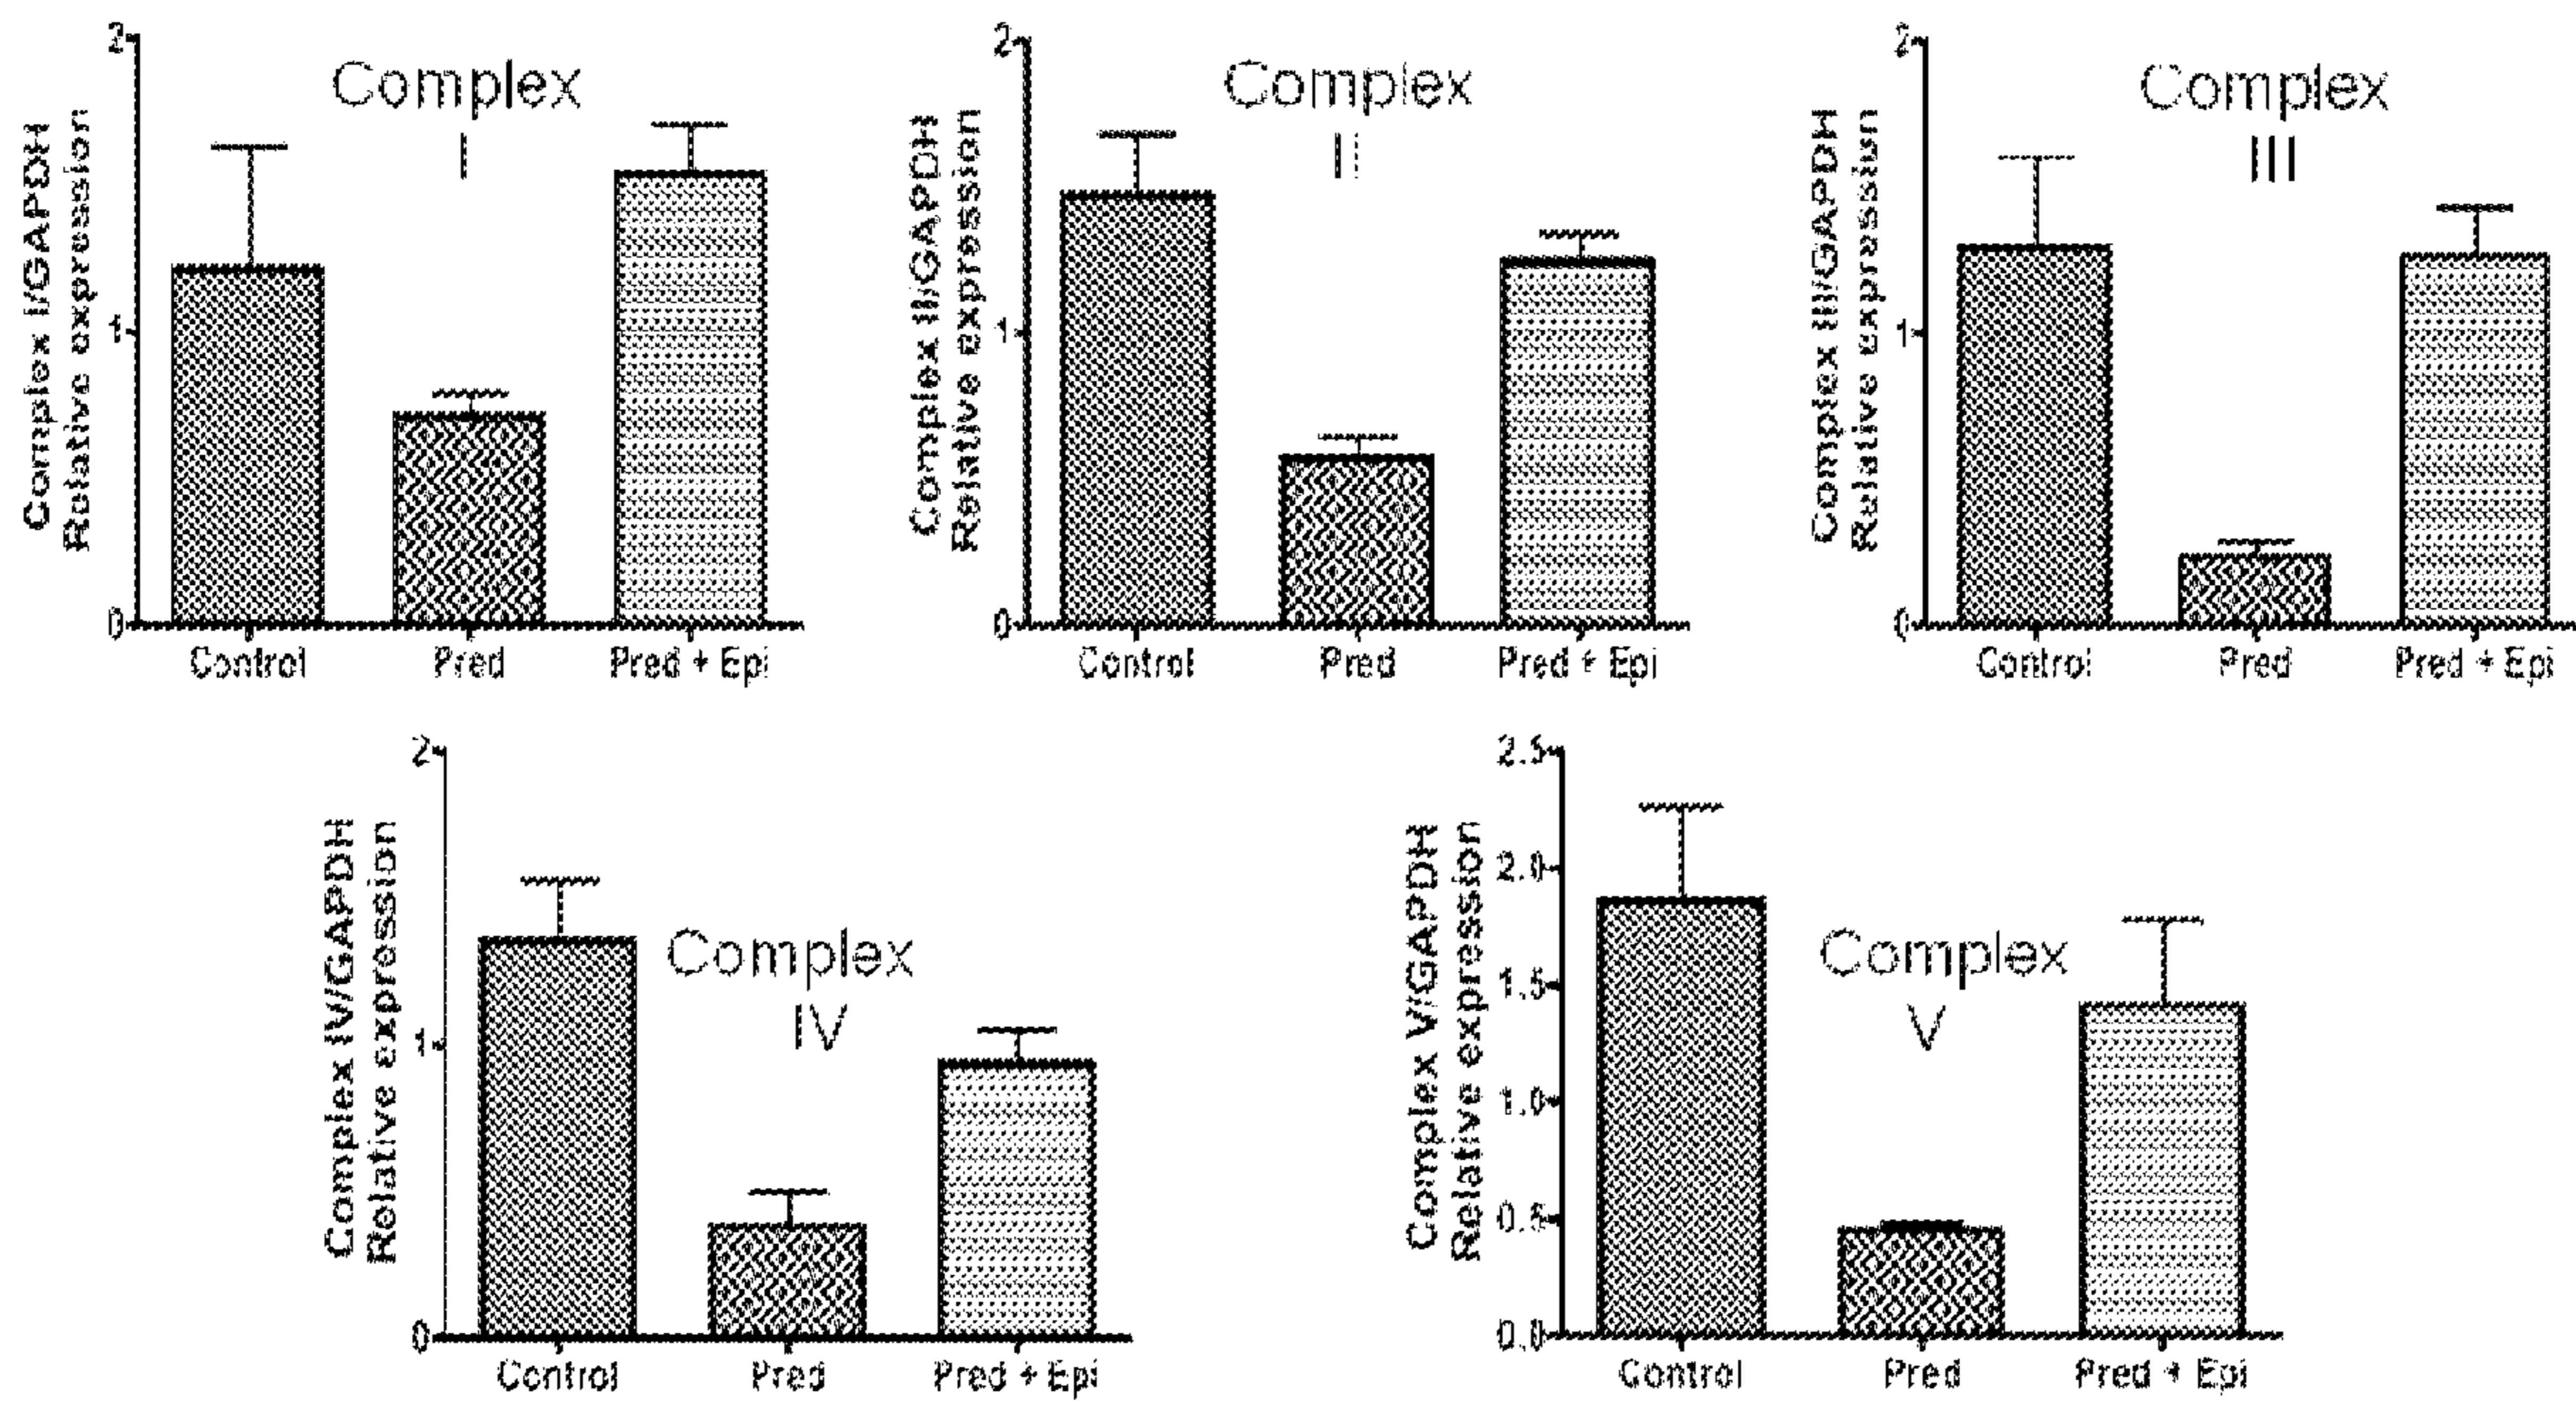 2
Complex
I
Complex I/GAPDH
Relative expression
1
0
Control Pred Pred + Epi
2
Complex
II
Complex II/GAPDH
Relative expression
1
0
Control Pred Pred + Epi
2
Complex
III
Complex III/GAPDH
Relative expression
1
0
Control Pred Pred + Epi
2
Complex
IV
Complex IV/GAPDH
Relative expression
1
0
Control Pred Pred + Epi
2.5
2.0
Complex
V
Complex V/GAPDH
Relative expression
1.5
1.0
0.5
0.0
Control Pred Pred + Epi